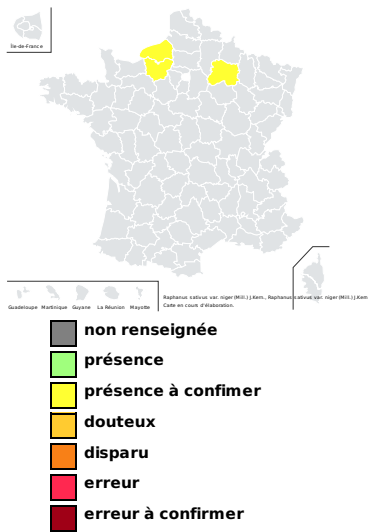 Île-de-France
Guadeloupe Martinique Guyane La Réunion Mayotte
Raphanus sativus var. niger (Mill.) J.Kern., Raphanus sativus var. niger (Mill.) J.Kern
Carte en cours d'élaboration.
non renseignée
présence
présence à confimer
douteux
disparu
erreur
erreur à confirmer